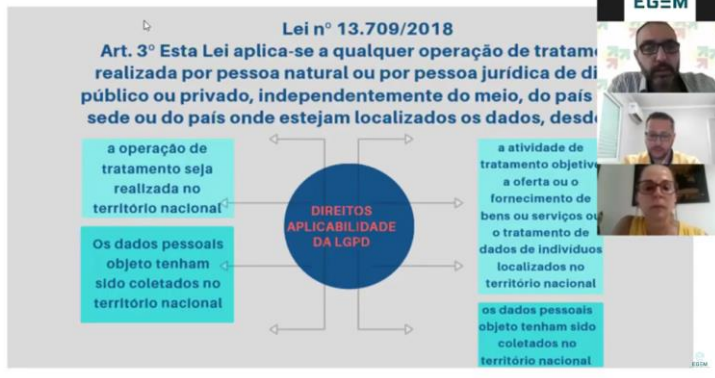 EGEM
Lei nº 13.709/2018
Art. 3º Esta Lei aplica-se a qualquer operação de
realizada por pessoa natural ou por pessoa jurídica de
público ou privado, independentemente do meio, do país
sede ou do país onde estejam localizados os dados,
a operação de
tratamento seja
realizada no
território nacional
Os dados pessoais
objeto tenham
sido coletados no
território nacional
DIREITOS
APLICABILIDADE
DA LGPD
a atividade de
tratamento
a oferta ou o
fornecimento de
bens ou serviços
o tratamento de
dados de indivíduos
localizados no
território nacional
os dados pessoais
objeto tenham sido
coletados no
território nacional
EGEM